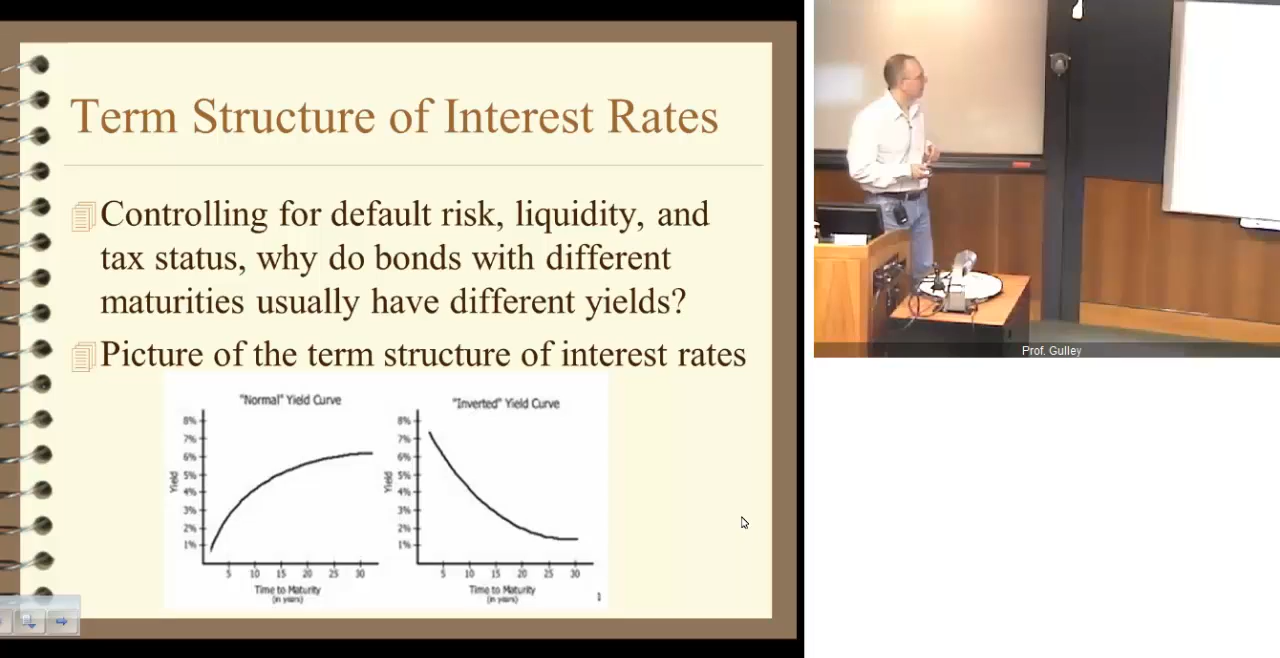 Term Structure of Interest Rates
Controlling for default risk, liquidity, and
tax status, why do bonds with different
maturities usually have different yields?
Picture of the term structure of interest rates
"Normal" Yield Curve
8%
7%
6%
5%
4%
3%
2%
1%
Yield
5 10 15 20 25 30
Time to Maturity
(in years)
"Inverted" Yield Curve
8%
7%
6%
5%
4%
3%
2%
1%
Yield
5 10 15 20 25 30
Time to Maturity
(in years)
1
Prof. Gulley